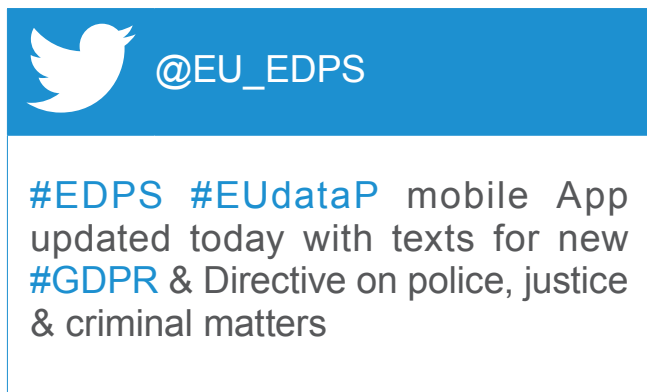 @EU_EDPS
#EDPS #EUdataP mobile App
updated today with texts for new
#GDPR & Directive on police, justice
& criminal matters